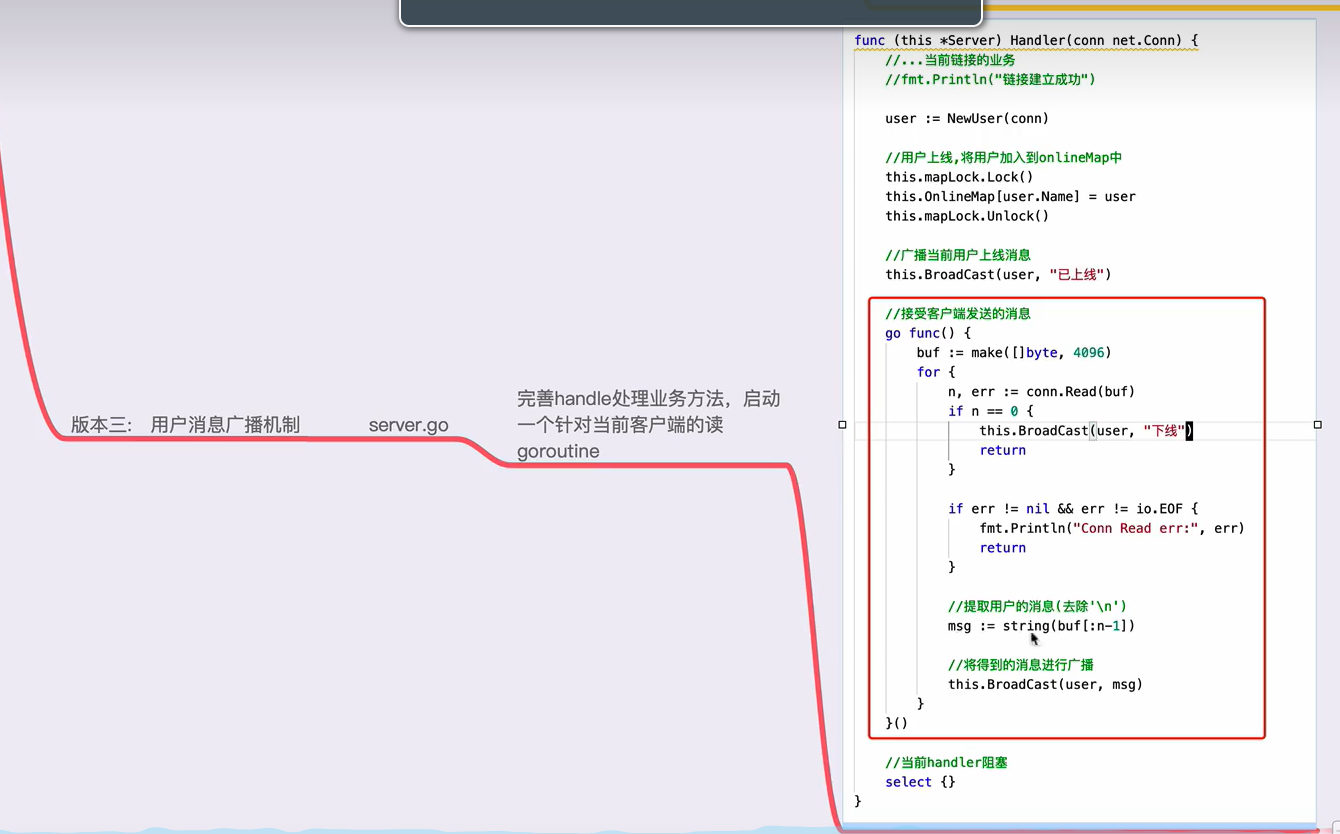 版本三： 用户消息广播机制
server.go
完善handle处理业务方法，启动
一个针对当前客户端的读
goroutine
func (this *Server) Handler(conn net.Conn) {
//...当前链接的业务
//fmt.Println("链接建立成功")
user := NewUser(conn)
//用户上线,将用户加入到onlineMap中
this.mapLock.Lock()
this.OnlineMap[user.Name] = user
this.mapLock.Unlock()
//广播当前用户上线消息
this.BroadCast(user, "已上线")
//接受客户端发送的消息
go func() {
buf := make([]byte, 4096)
for {
n, err := conn.Read(buf)
if n == 0 {
this.BroadCast(user, "下线")
return
}
if err != nil && err != io.EOF {
fmt.Println("Conn Read err:", err)
return
}
//提取用户的消息(去除'\n')
msg := string(buf[:n-1])
//将得到的消息进行广播
this.BroadCast(user, msg)
}
}()
//当前handler阻塞
select {}
}